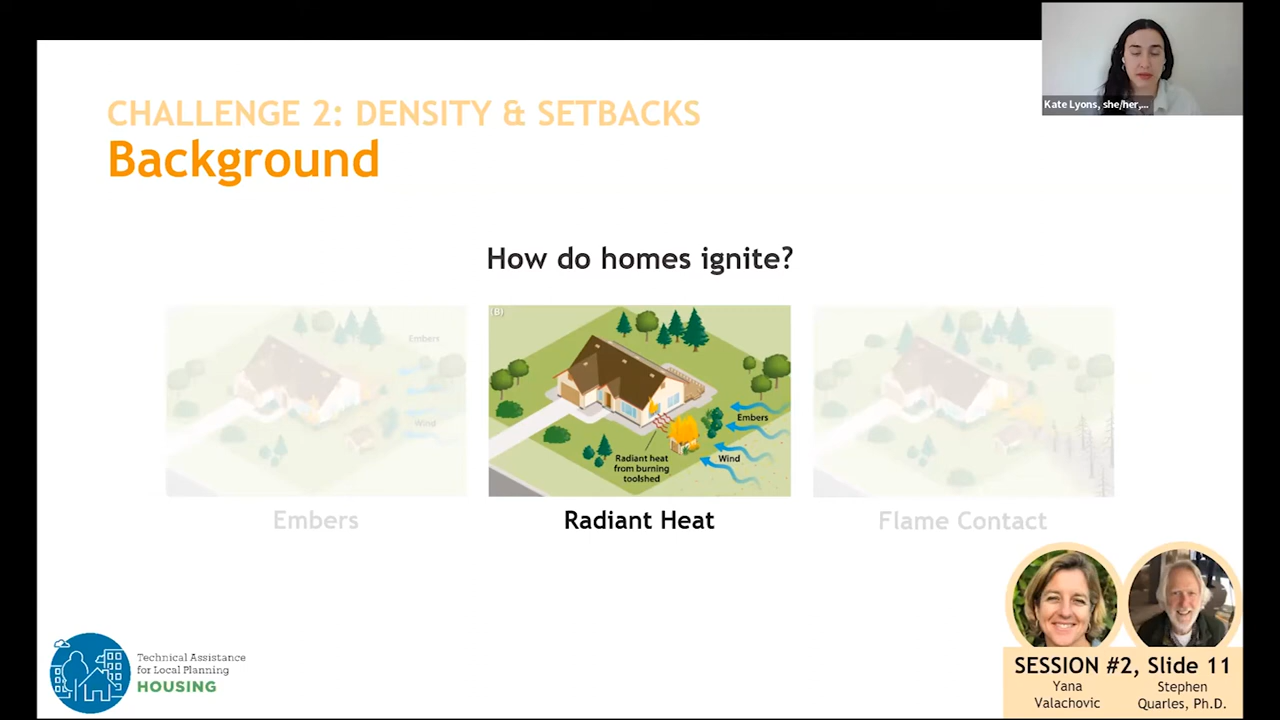 Kate Lyons, she/her,...
CHALLENGE 2: DENSITY & SETBACKS
Background
How do homes ignite?
Embers
Wind
(B)
Embers
Wind
Radiant heat
from burning
toolshed
Embers
Radiant Heat
Flame Contact
Technical Assistance
for Local Planning
HOUSING
SESSION #2, Slide 11
Yana
Valachovic
Stephen
Quarles, Ph.D.